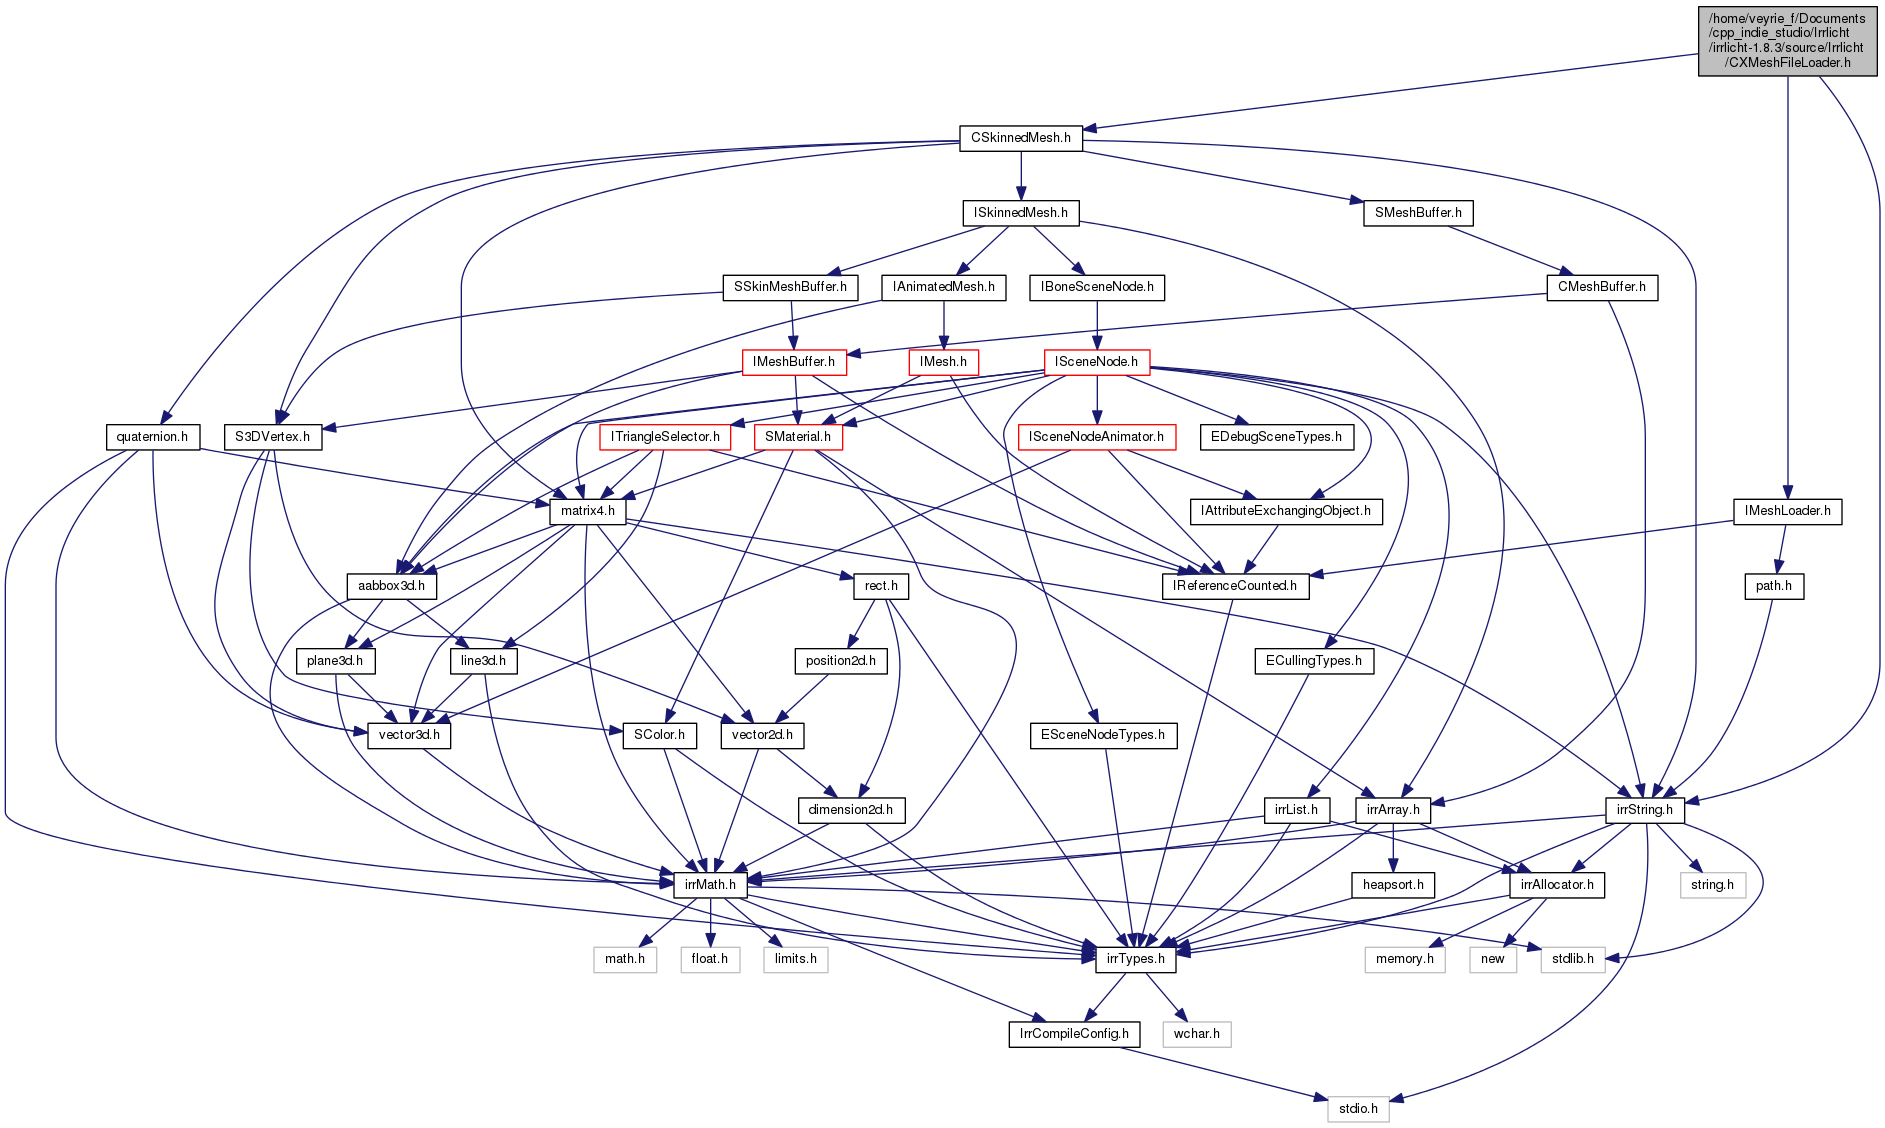 /home/veyrie_f/Documents
/cpp_indie_studio/Irrlicht
/irrlicht-1.8.3/source/Irrlicht
/CXMeshFileLoader.h
CSkinnedMesh.h
ISkinnedMesh.h
SMeshBuffer.h
SSkinMeshBuffer.h
IAnimatedMesh.h
IBoneSceneNode.h
CMeshBuffer.h
IMeshBuffer.h
IMesh.h
ISceneNode.h
quaternion.h
S3DVertex.h
ITriangleSelector.h
SMaterial.h
ISceneNodeAnimator.h
EDebugSceneTypes.h
matrix4.h
IAttributeExchangingObject.h
IMeshLoader.h
aabbox3d.h
rect.h
IReferenceCounted.h
path.h
plane3d.h
line3d.h
position2d.h
ECullingTypes.h
vector3d.h
SColor.h
vector2d.h
ESceneNodeTypes.h
dimension2d.h
irrList.h
irrArray.h
irrString.h
irrMath.h
heapsort.h
irrAllocator.h
string.h
math.h
float.h
limits.h
irrTypes.h
memory.h
new
stdlib.h
IrrCompileConfig.h
wchar.h
stdio.h